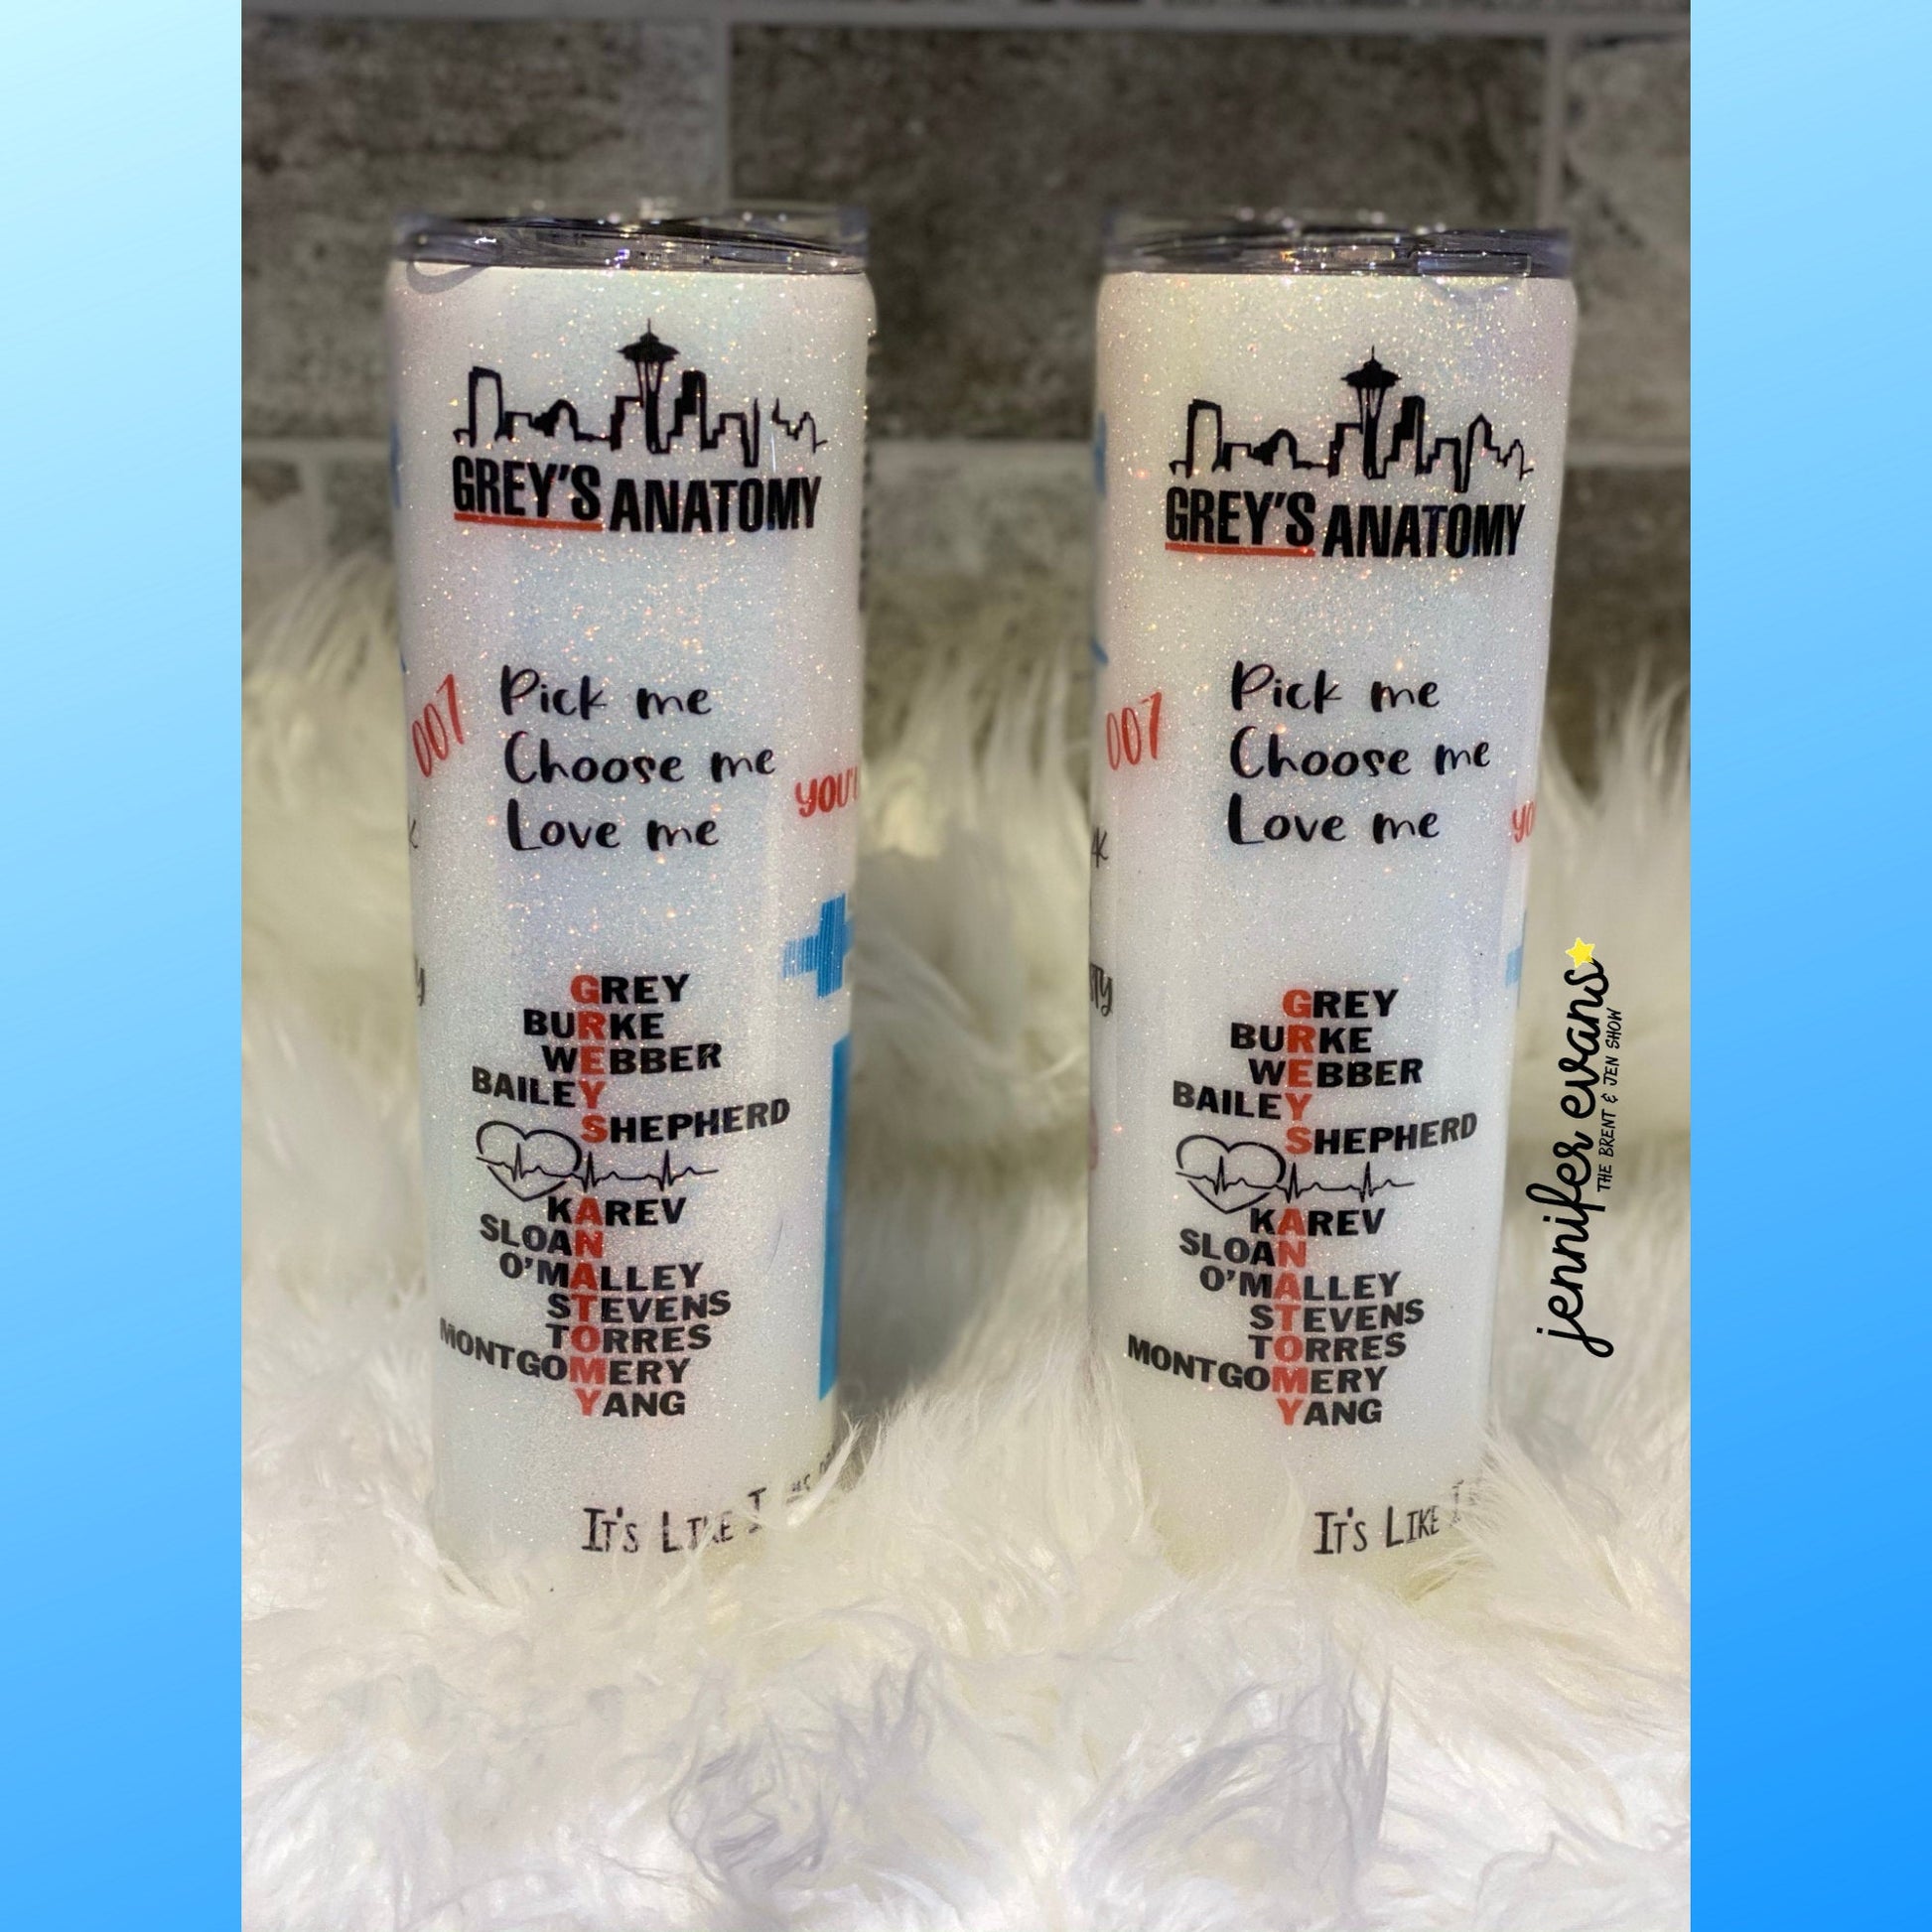 GREY'S ANATOMY
007
Pick me
Choose me
Love me
GREY
BURKE
WEBBER
BAILEY
SHEPHERD
KAREV
SLOAN
O'MALLEY
STEVENS
TORRES
MONTGOMERY
YANG
IT'S LIKE I
GREY'S ANATOMY
007
Pick me
Choose me
Love me
GREY
BURKE
WEBBER
BAILEY
SHEPHERD
KAREV
SLOAN
O'MALLEY
STEVENS
TORRES
MONTGOMERY
YANG
IT'S LIKE
jennifer evans
THE BRENT & JEN SHOW